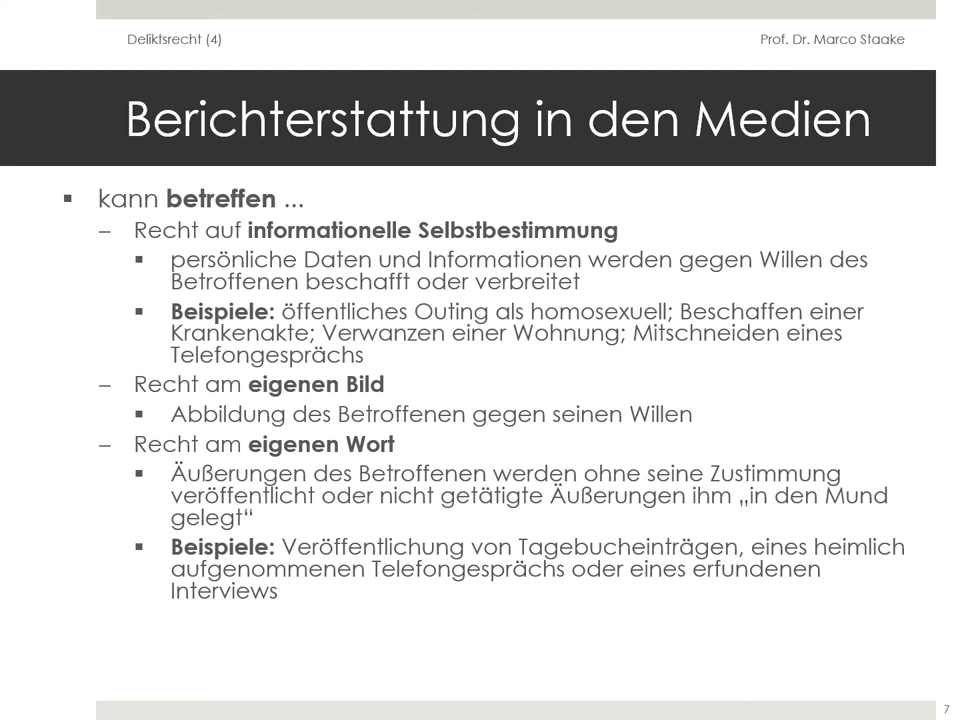 Deliktsrecht (4)
Prof. Dr. Marco Staake
Berichterstattung in den Medien
▪ kann betreffen ...
– Recht auf informationelle Selbstbestimmung
▪ persönliche Daten und Informationen werden gegen Willen des
Betroffenen beschafft oder verbreitet
▪ Beispiele: öffentliches Outing als homosexuell; Beschaffen einer
Krankenakte; Verwanzen einer Wohnung; Mitschneiden eines
Telefongesprächs
– Recht am eigenen Bild
▪ Abbildung des Betroffenen gegen seinen Willen
– Recht am eigenen Wort
▪ Äußerungen des Betroffenen werden ohne seine Zustimmung
veröffentlicht oder nicht getätigte Äußerungen ihm „in den Mund
gelegt“
▪ Beispiele: Veröffentlichung von Tagebucheinträgen, eines heimlich
aufgenommenen Telefongesprächs oder eines erfundenen
Interviews
7